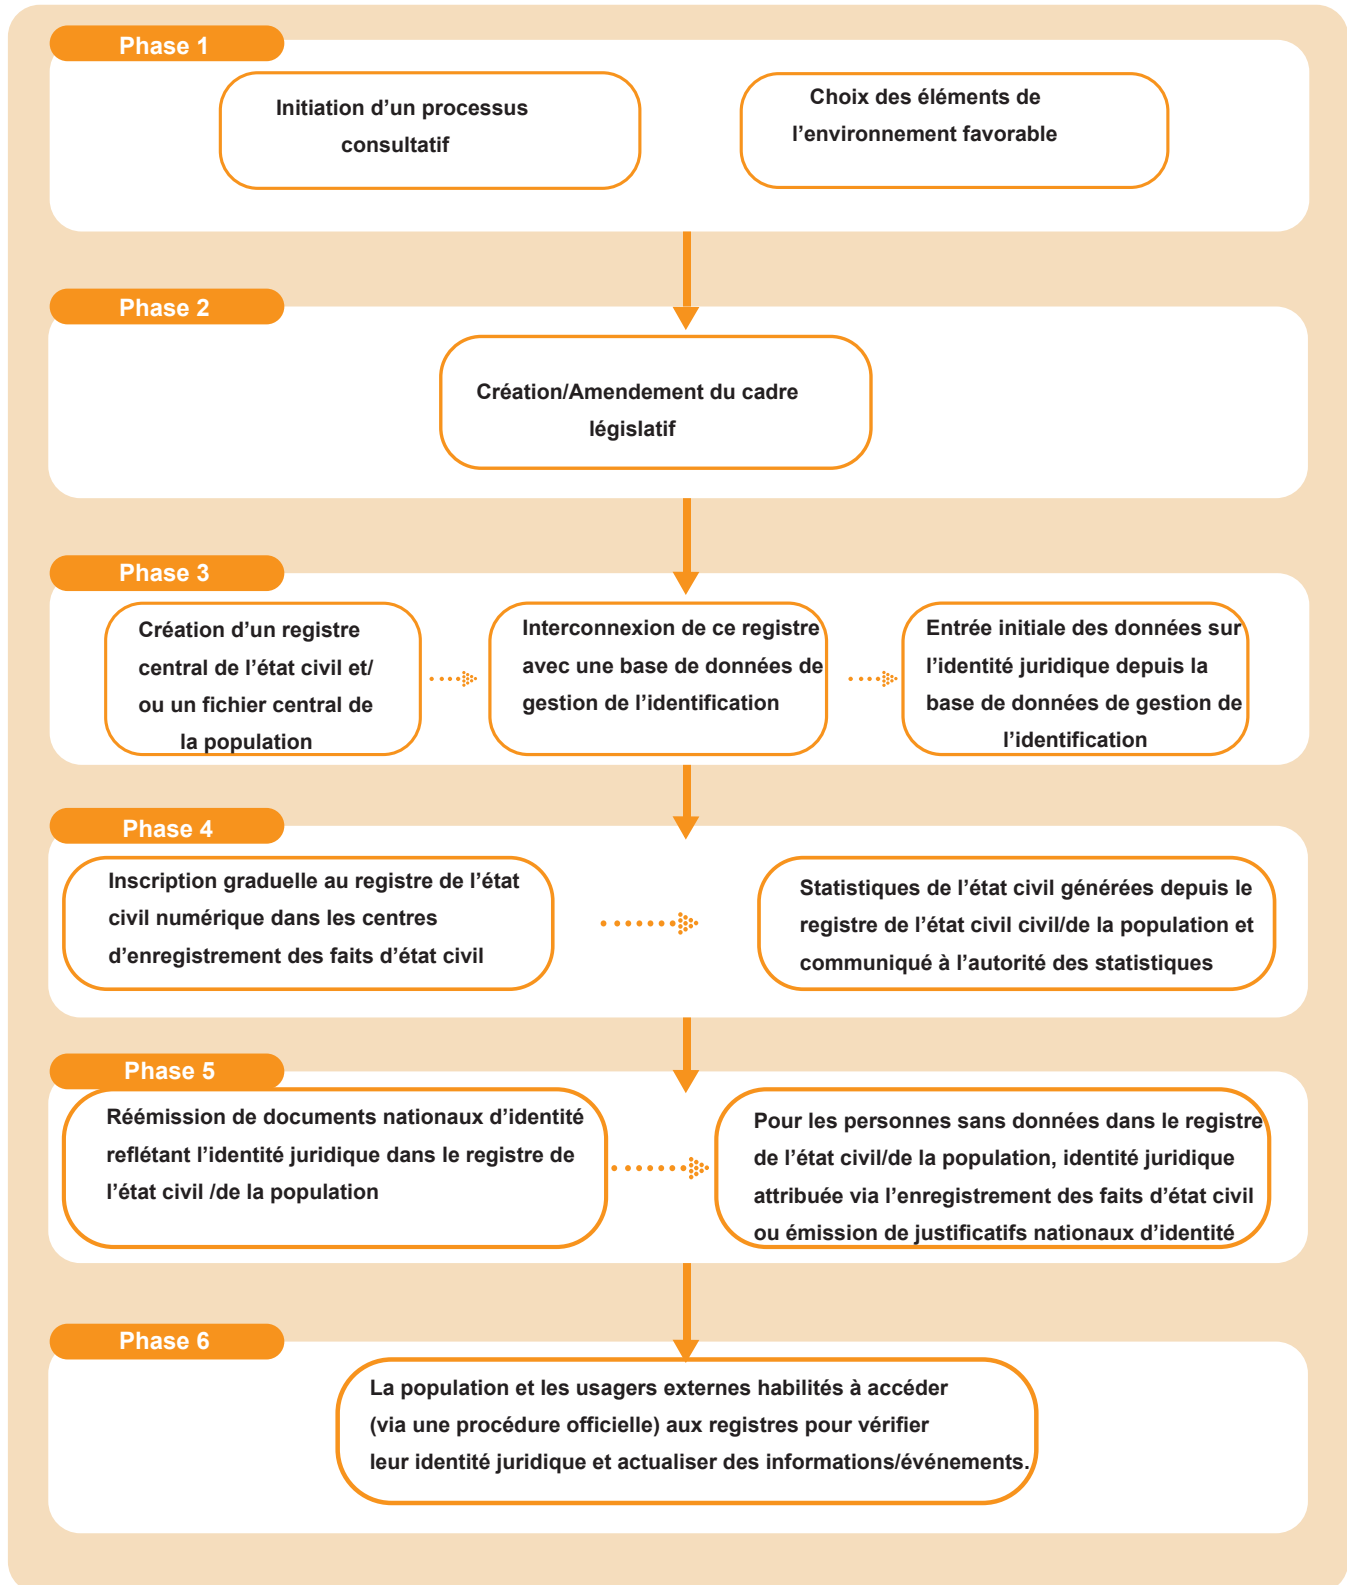 Phase 1
Initiation d’un processus
consultatif
Choix des éléments de
l’environnement favorable
Phase 2
Création/Amendement du cadre
législatif
Phase 3
Création d’un registre
central de l’état civil et/
ou un fichier central de
la population
Interconnexion de ce registre
avec une base de données de
gestion de l’identification
Entrée initiale des données sur
l’identité juridique depuis la
base de données de gestion de
l’identification
Phase 4
Inscription graduelle au registre de l’état
civil numérique dans les centres
d’enregistrement des faits d’état civil
Statistiques de l’état civil générées depuis le
registre de l’état civil civil/de la population et
communiqué à l’autorité des statistiques
Phase 5
Réémission de documents nationaux d’identité
reflétant l’identité juridique dans le registre de
l’état civil /de la population
Pour les personnes sans données dans le registre
de l’état civil/de la population, identité juridique
attribuée via l’enregistrement des faits d’état civil
ou émission de justificatifs nationaux d’identité
Phase 6
La population et les usagers externes habilités à accéder
(via une procédure officielle) aux registres pour vérifier
leur identité juridique et actualiser des informations/événements.